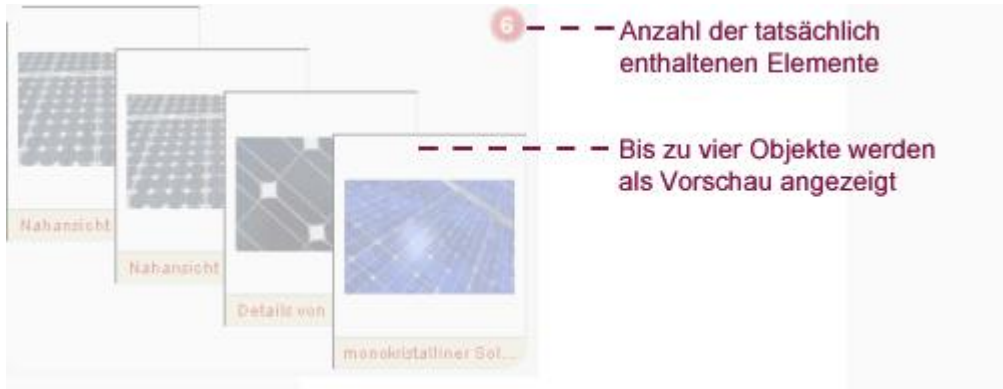 6
Anzahl der tatsächlich
enthaltenen Elemente
Bis zu vier Objekte werden
als Vorschau angezeigt
Nahansicht
Nahansicht
Details von
monokristalliner Sol...